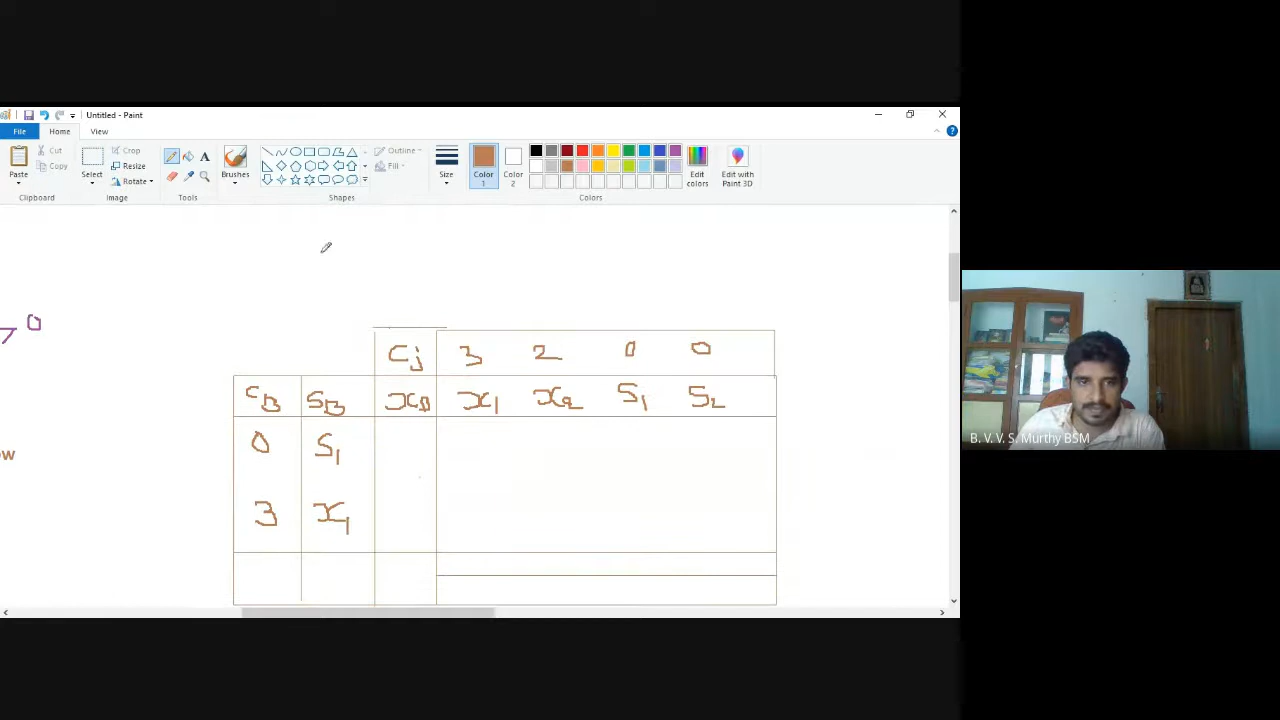 Untitled - Paint
File Home View
Paste Cut Copy Select Crop Resize Rotate Brushes Outline Fill Size Color 1 Color 2 Edit colors Edit with Paint 3D
Clipboard Image Tools Shapes Colors
A
0
Cj 3 2 0 0
CB SB XB x1 x2 S1 S2
0 S1
ow
3 x1
B. V. V. S. Murthy BSM